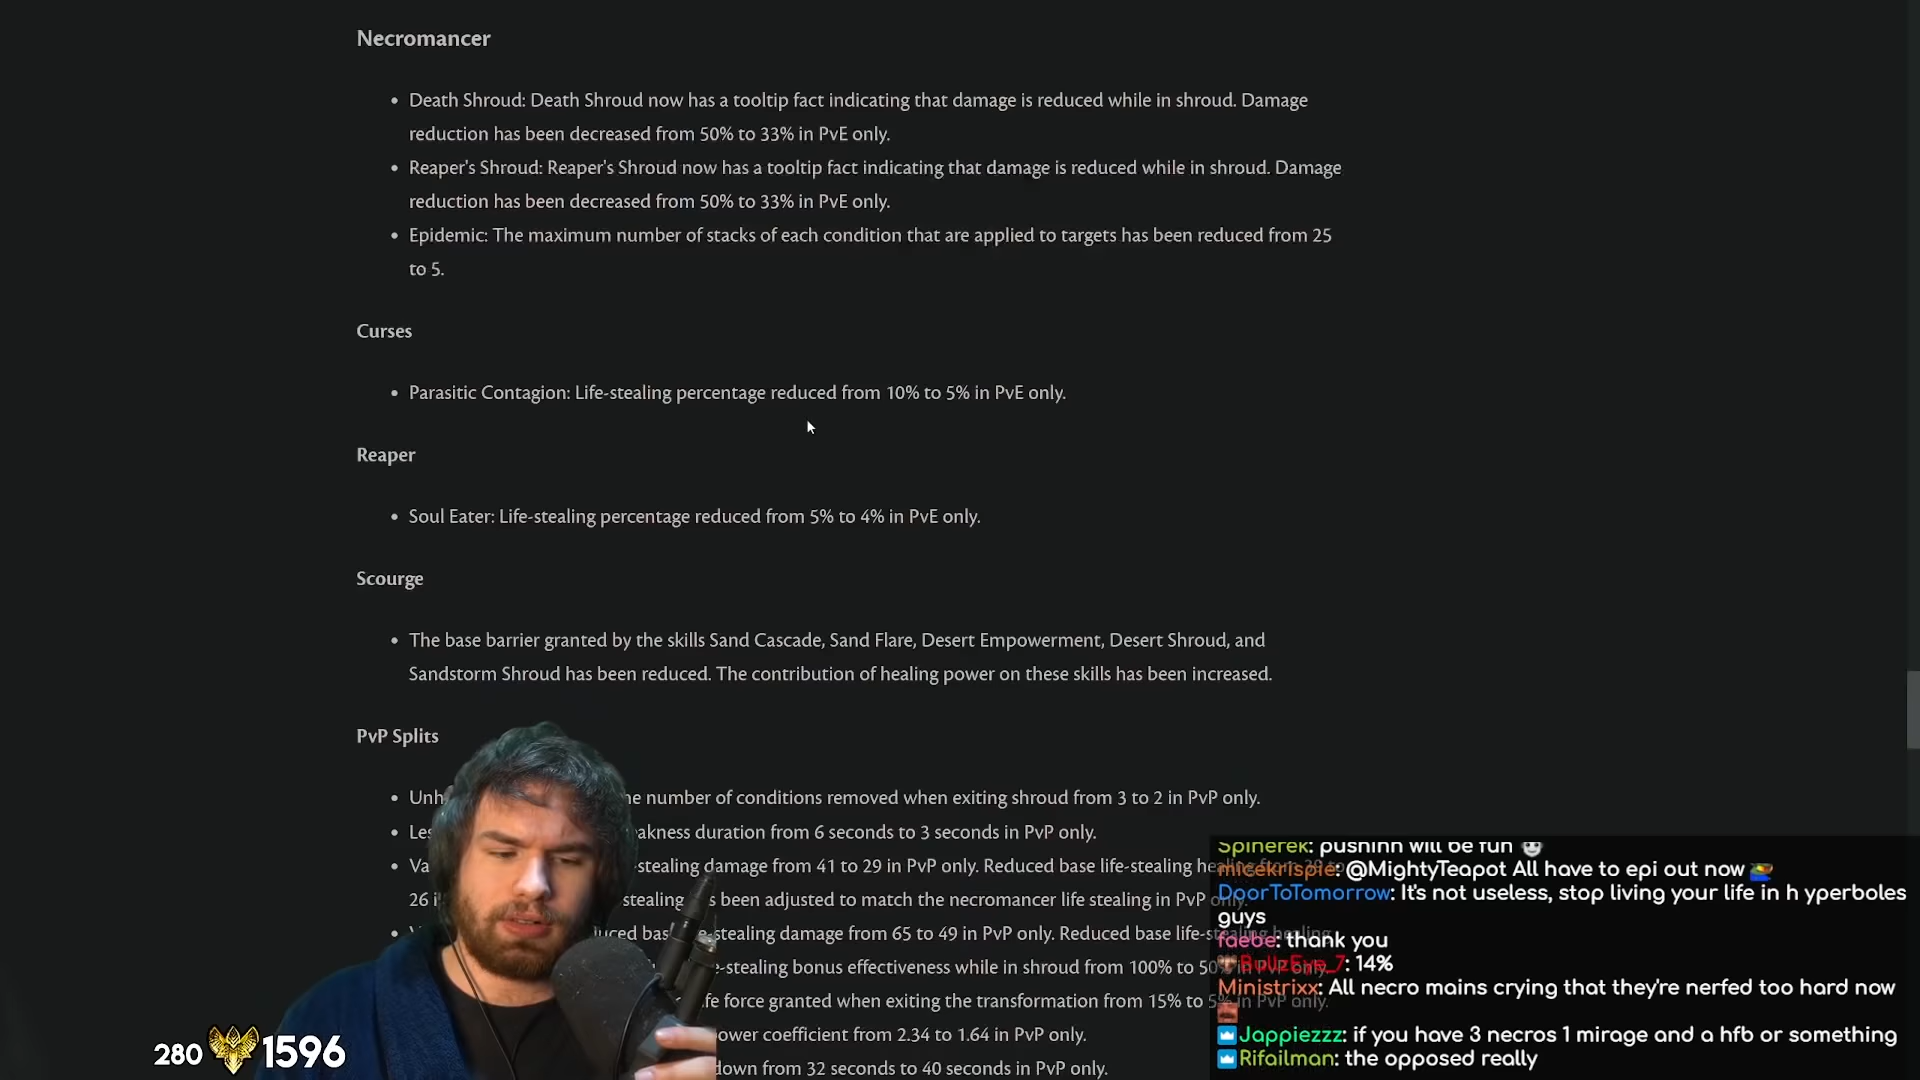 Necromancer
• Death Shroud: Death Shroud now has a tooltip fact indicating that damage is reduced while in shroud. Damage
reduction has been decreased from 50% to 33% in PvE only.
• Reaper's Shroud: Reaper's Shroud now has a tooltip fact indicating that damage is reduced while in shroud. Damage
reduction has been decreased from 50% to 33% in PvE only.
• Epidemic: The maximum number of stacks of each condition that are applied to targets has been reduced from 25
to 5.
Curses
• Parasitic Contagion: Life-stealing percentage reduced from 10% to 5% in PvE only.
Reaper
• Soul Eater: Life-stealing percentage reduced from 5% to 4% in PvE only.
Scourge
• The base barrier granted by the skills Sand Cascade, Sand Flare, Desert Empowerment, Desert Shroud, and
Sandstorm Shroud has been reduced. The contribution of healing power on these skills has been increased.
PvP Splits
• number of conditions removed when exiting shroud from 3 to 2 in PvP only.
• duration from 6 seconds to 3 seconds in PvP only.
• -stealing damage from 41 to 29 in PvP only. Reduced base life-stealing
26 stealing been adjusted to match the necromancer life stealing in PvP
• -stealing damage from 65 to 49 in PvP only. Reduced base
-stealing bonus effectiveness while in shroud from 100% to 50% in PvP only.
force granted when exiting the transformation from 15% to 5% in PvP only.
coefficient from 2.34 to 1.64 in PvP only.
from 32 seconds to 40 seconds in PvP only.
Spinerek: pushinn will be fun
micekrispie: @MightyTeapot All have to epi out now
DoorToTomorrow: It's not useless, stop living your life in h yperboles
guys
faebe: thank you
BullzEye_7: 14%
Ministrixx: All necro mains crying that they're nerfed too hard now
Jappiezzz: if you have 3 necros 1 mirage and a hfb or something
Rifailman: the opposed really
280 1596